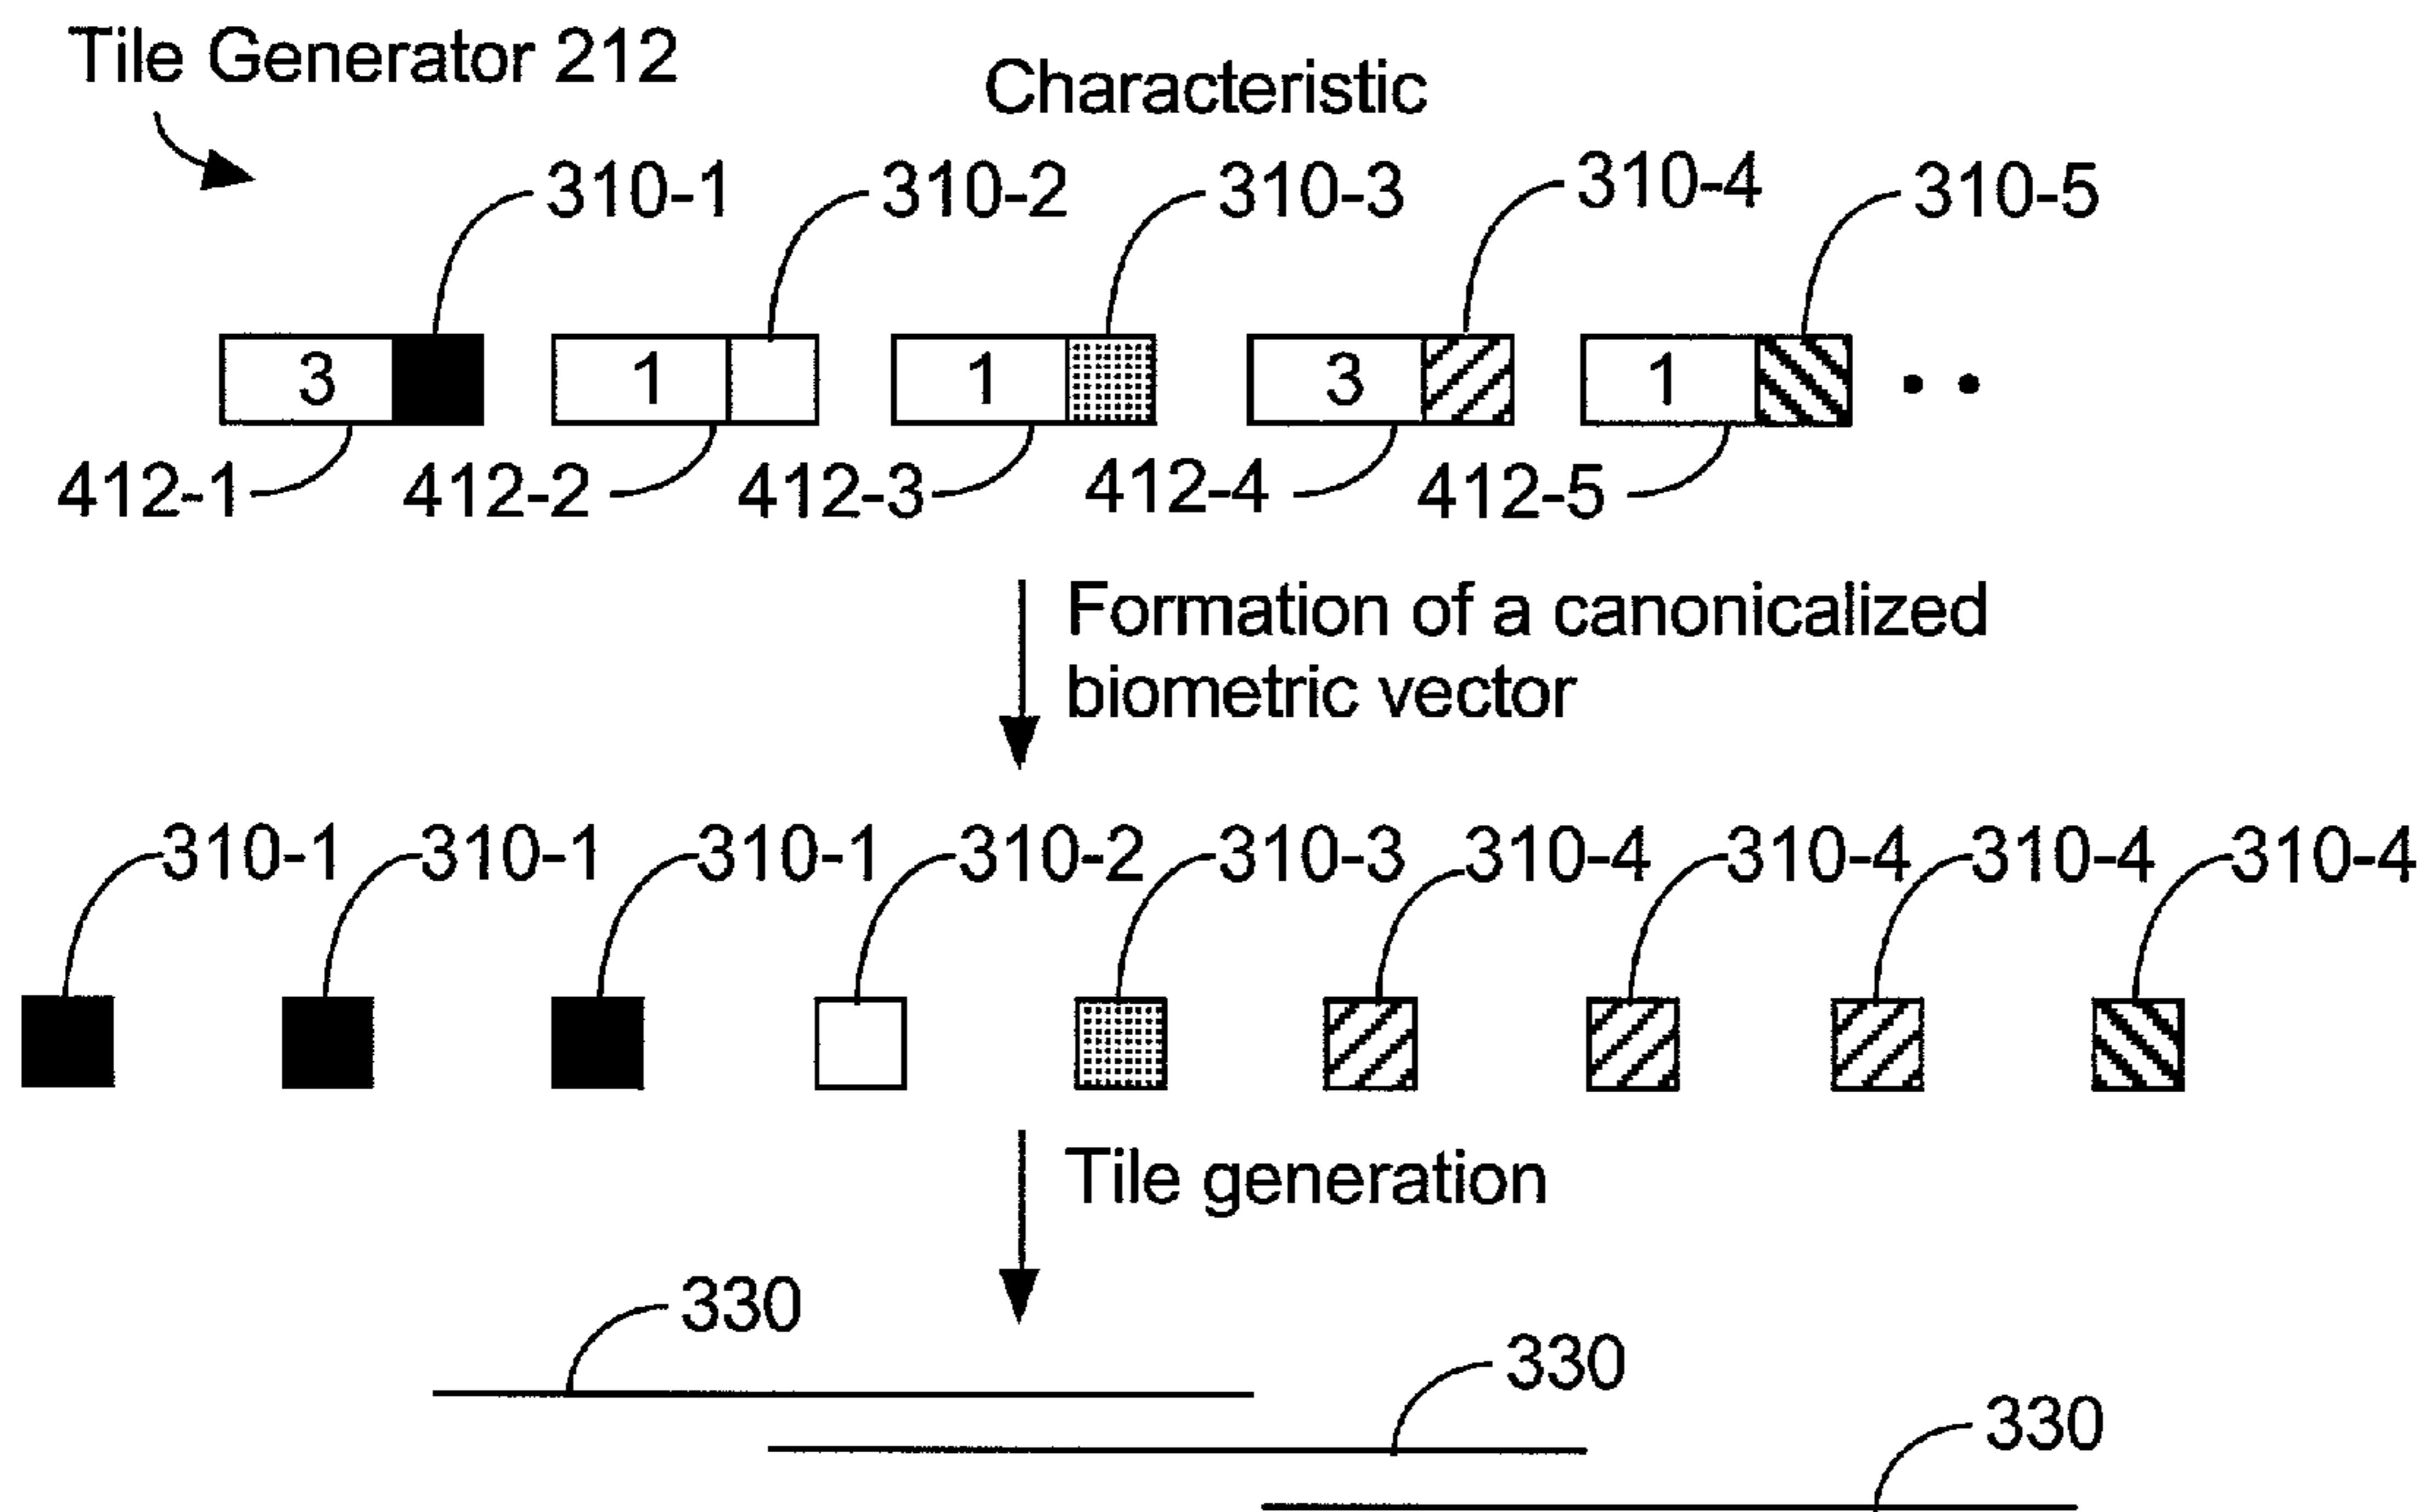 Tile Generator 212
Characteristic
310-1 310-2 310-3 310-4 310-5
3 1 1 3 1
412-1 412-2 412-3 412-4 412-5
Formation of a canonicalized
biometric vector
310-1 310-1 310-1 310-2 310-3 310-4 310-4 310-4 310-4
Tile generation
330
330
330